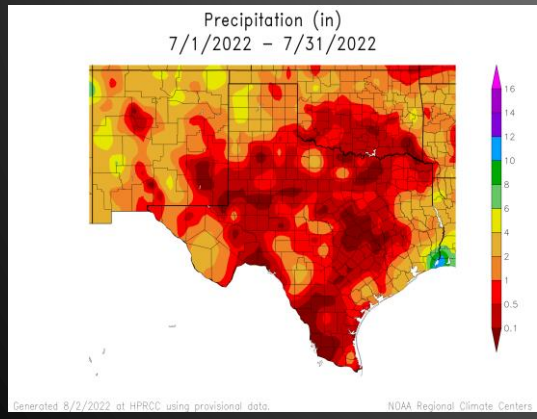 Precipitation (in)
7/1/2022 – 7/31/2022
16
14
12
10
8
6
4
2
1
0.5
0.1
Generated 8/2/2022 at HPRCC using provisional data.
NOAA Regional Climate Centers